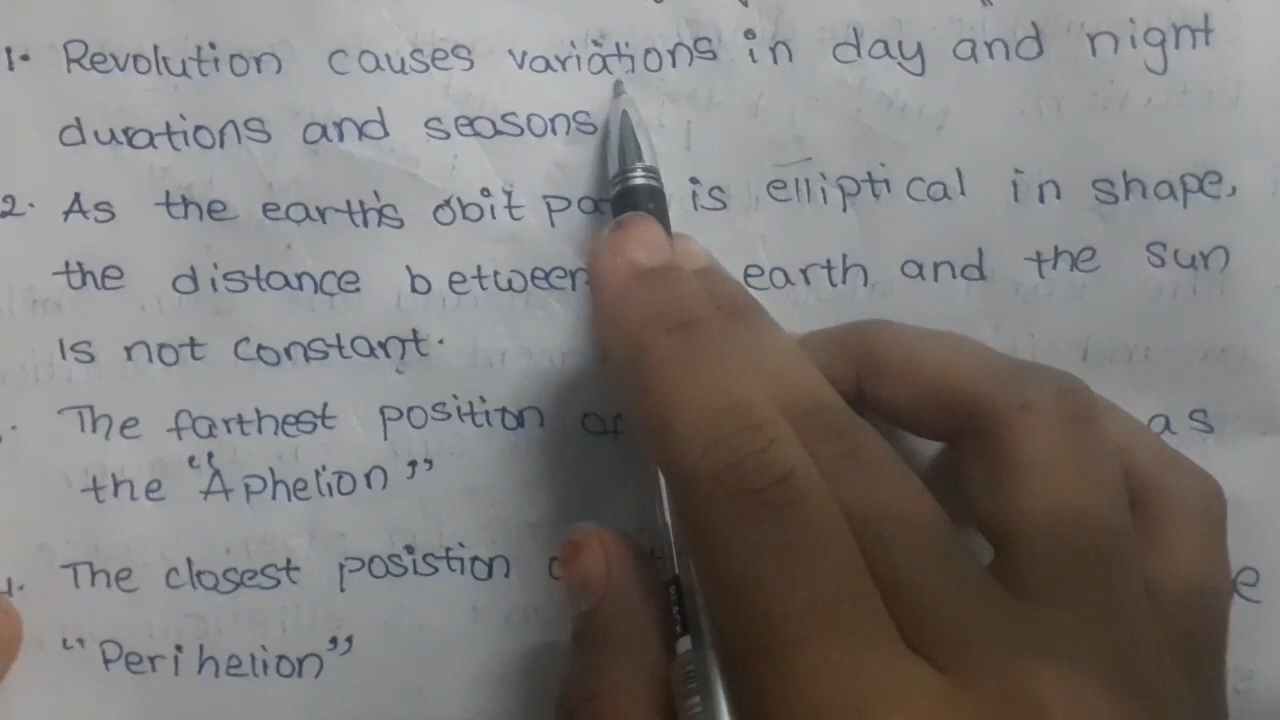 1. Revolution causes variations in day and night
durations and seasons
2. As the earth's obit is elliptical in shape,
the distance between earth and the sun
is not constant.
The farthest position of as
the "Aphelion"
4. The closest posistion
"Perihelion"